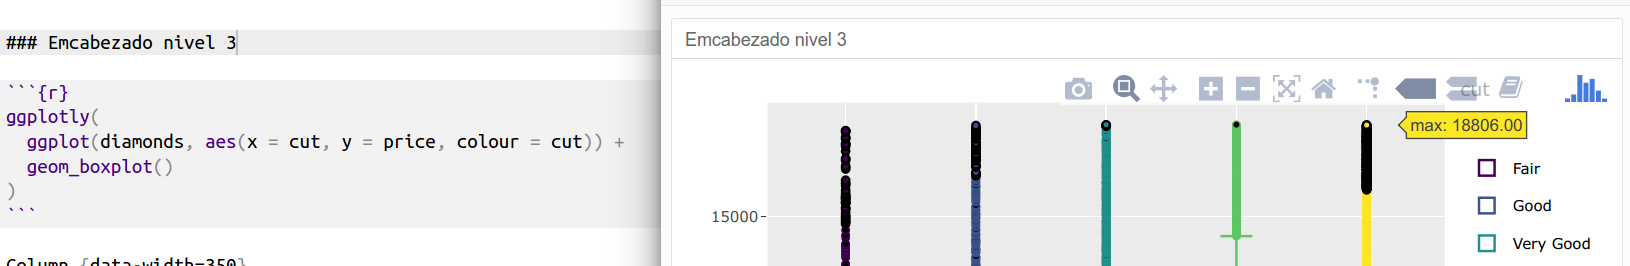 ### Emcabezado nivel 3
```{r}
ggplotly(
  ggplot(diamonds, aes(x = cut, y = price, colour = cut)) +
  geom_boxplot()
)
```
Column {data-width=350}
Emcabezado nivel 3
cut
max: 18806.00
Fair
Good
Very Good
15000